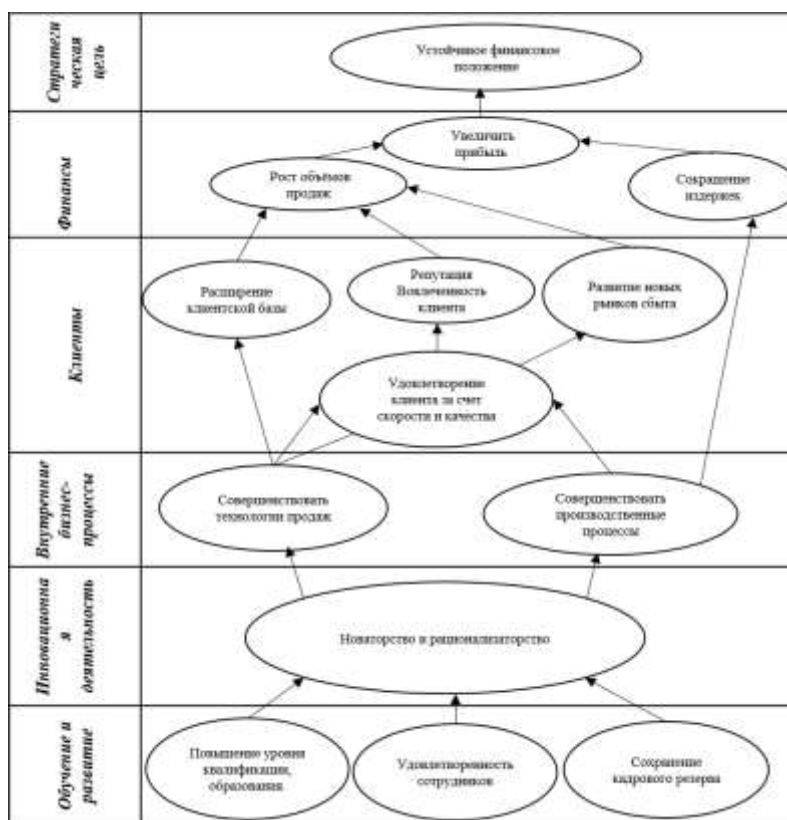 Стратеги
ческая
цель
Устойчивое финансовое
положение
Финансы
Увеличить
прибыль
Рост объёмов
продаж
Сокращение
издержек
Клиенты
Расширение
клиентской базы
Репутация
Вовлеченность
клиента
Развитие новых
рынков сбыта
Удовлетворение
клиента за счет
скорости и качества
Внутренние
бизнес-
процессы
Совершенствовать
технологии продаж
Совершенствовать
производственные
процессы
Инновационна
я
деятельность
Новаторство и рационализаторство
Обучение и
развитие
Повышение уровня
квалификации,
образования
Удовлетворенность
сотрудников
Сохранение
кадрового резерва